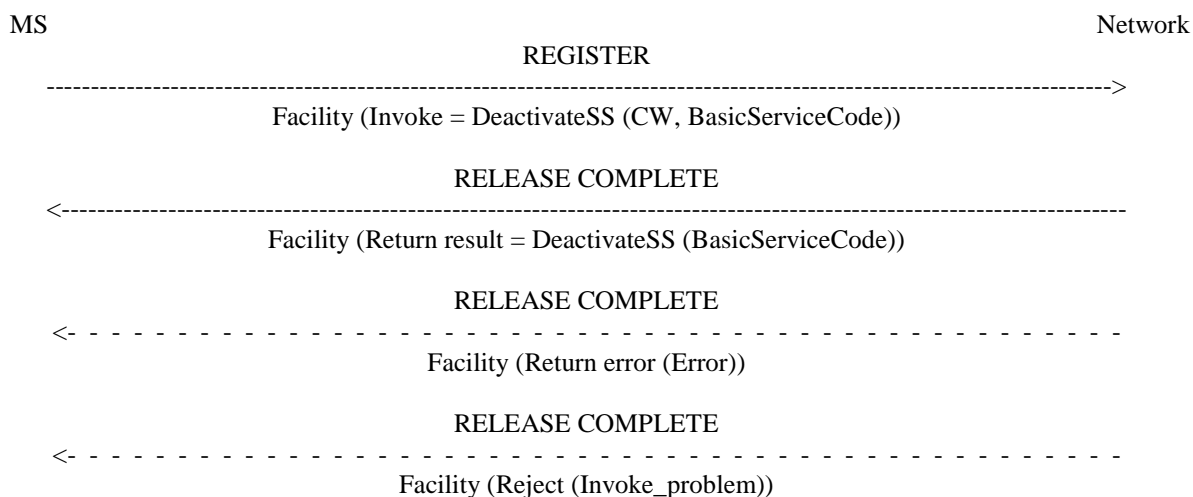 MS Network
REGISTER
Facility (Invoke = DeactivateSS (CW, BasicServiceCode))
RELEASE COMPLETE
Facility (Return result = DeactivateSS (BasicServiceCode))
RELEASE COMPLETE
Facility (Return error (Error))
RELEASE COMPLETE
Facility (Reject (Invoke_problem))